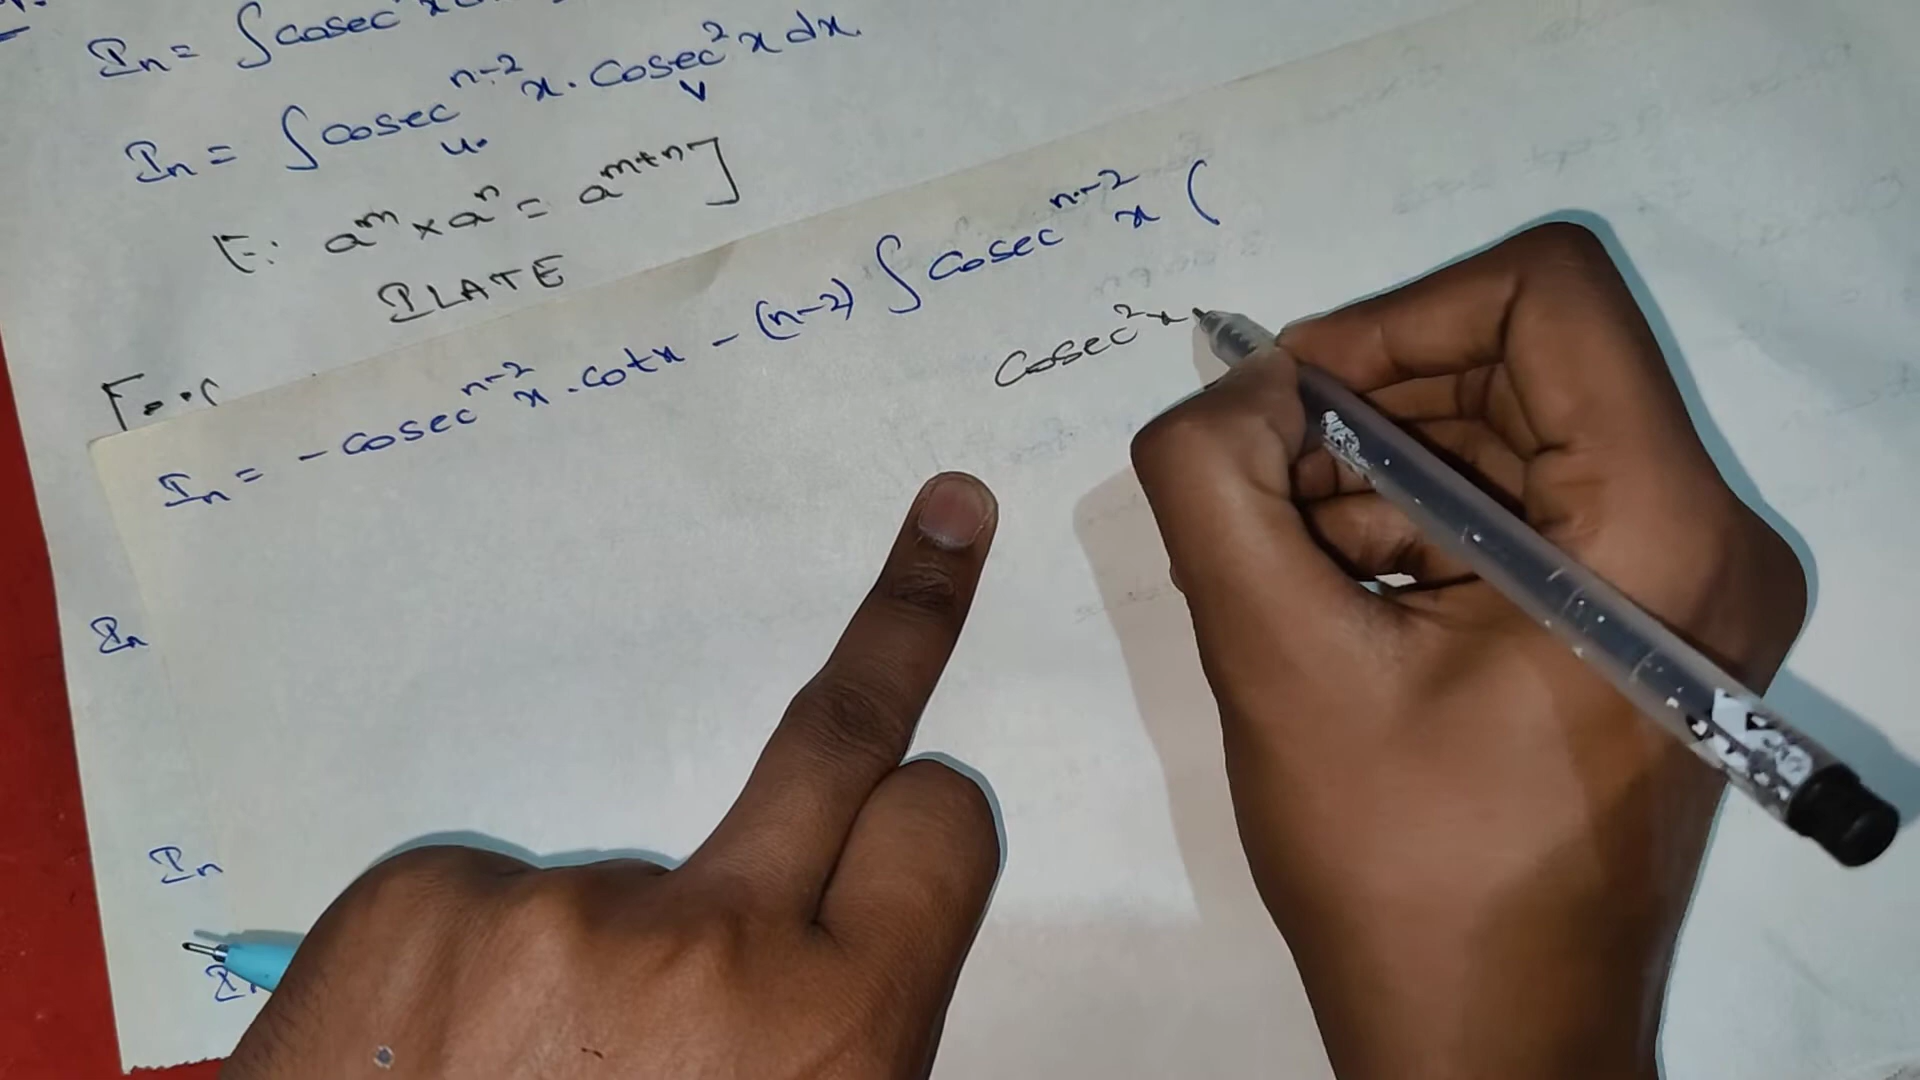 In = ∫cosec x
In = ∫cosec^{n-2} x . cosec^2 x dx.
u. v
[∵ a^m × a^n = a^{m+n}]
ILATE
In = -cosec^{n-2} x . cot x - (n-2) ∫cosec^{n-2} x (
cosec^2 x
In
In